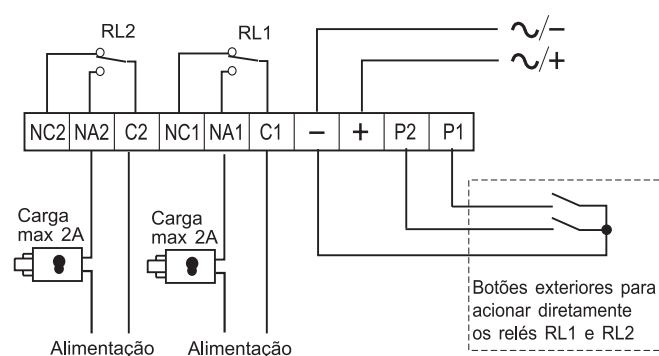 RL2
RL1
∿/−
∿/+
NC2 NA2 C2 NC1 NA1 C1 − + P2 P1
Carga
max 2A
Carga
max 2A
Botões exteriores para
acionar diretamente
os relés RL1 e RL2
Alimentação
Alimentação